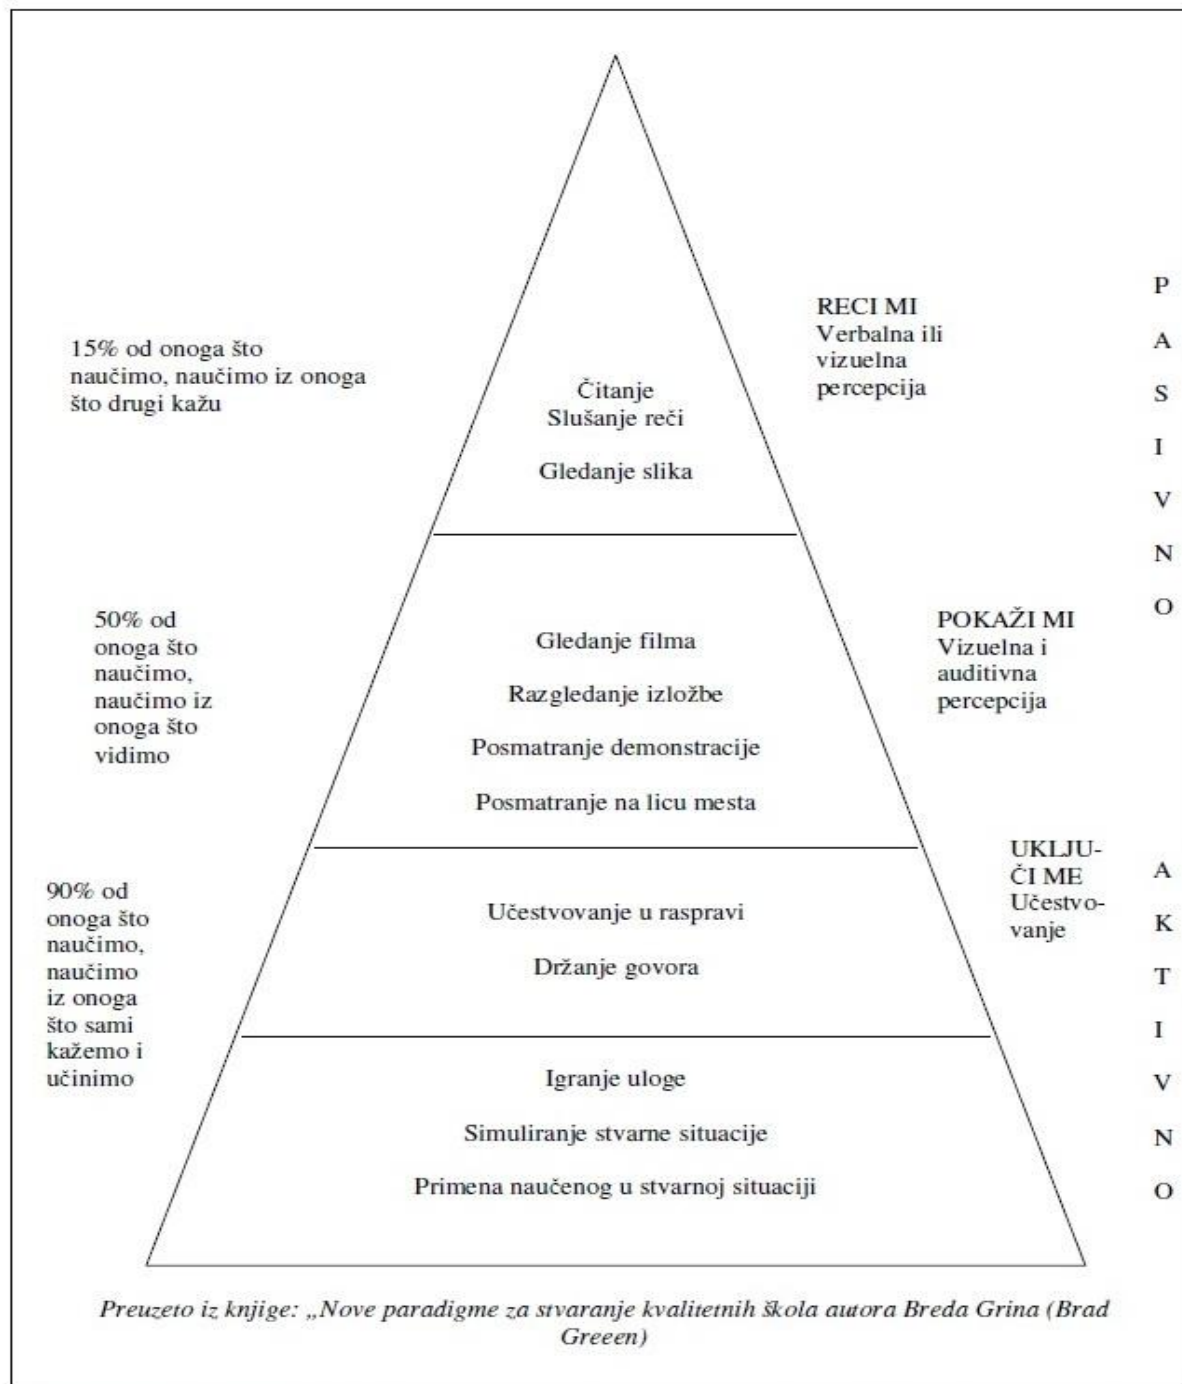 15% od onoga što
naučimo, naučimo iz onoga
što drugi kažu
Čitanje
Slušanje reči
Gledanje slika
RECI MI
Verbalna ili
vizuelna
percepcija
P
A
S
I
V
N
O
50% od
onoga što
naučimo,
naučimo iz
onoga što
vidimo
Gledanje filma
Razgledanje izložbe
Posmatranje demonstracije
Posmatranje na licu mesta
POKAŽI MI
Vizuelna i
auditivna
percepcija
90% od
onoga što
naučimo,
naučimo
iz onoga
što sami
kažemo i
učinimo
Učestvovanje u raspravi
Držanje govora
UKLJU-
ČI ME
Učestvo-
vanje
A
K
T
I
V
N
O
Igranje uloge
Simuliranje stvarne situacije
Primena naučenog u stvarnoj situaciji
Preuzeto iz knjige: „Nove paradigme za stvaranje kvalitetnih škola autora Breda Grina (Brad
Greeen)